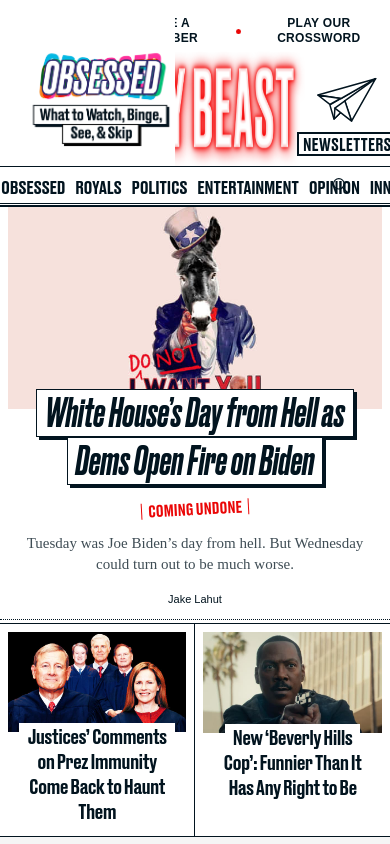 E A
BER
PLAY OUR
CROSSWORD
OBSESSED
What to Watch, Binge,
See, & Skip
Y BEAST
NEWSLETTERS
OBSESSED ROYALS POLITICS ENTERTAINMENT OPINION INN
DO NOT
I WANT You
White House’s Day from Hell as
Dems Open Fire on Biden
COMING UNDONE
Tuesday was Joe Biden’s day from hell. But Wednesday
could turn out to be much worse.
Jake Lahut
Justices’ Comments
on Prez Immunity
Come Back to Haunt
Them
New ‘Beverly Hills
Cop’: Funnier Than It
Has Any Right to Be